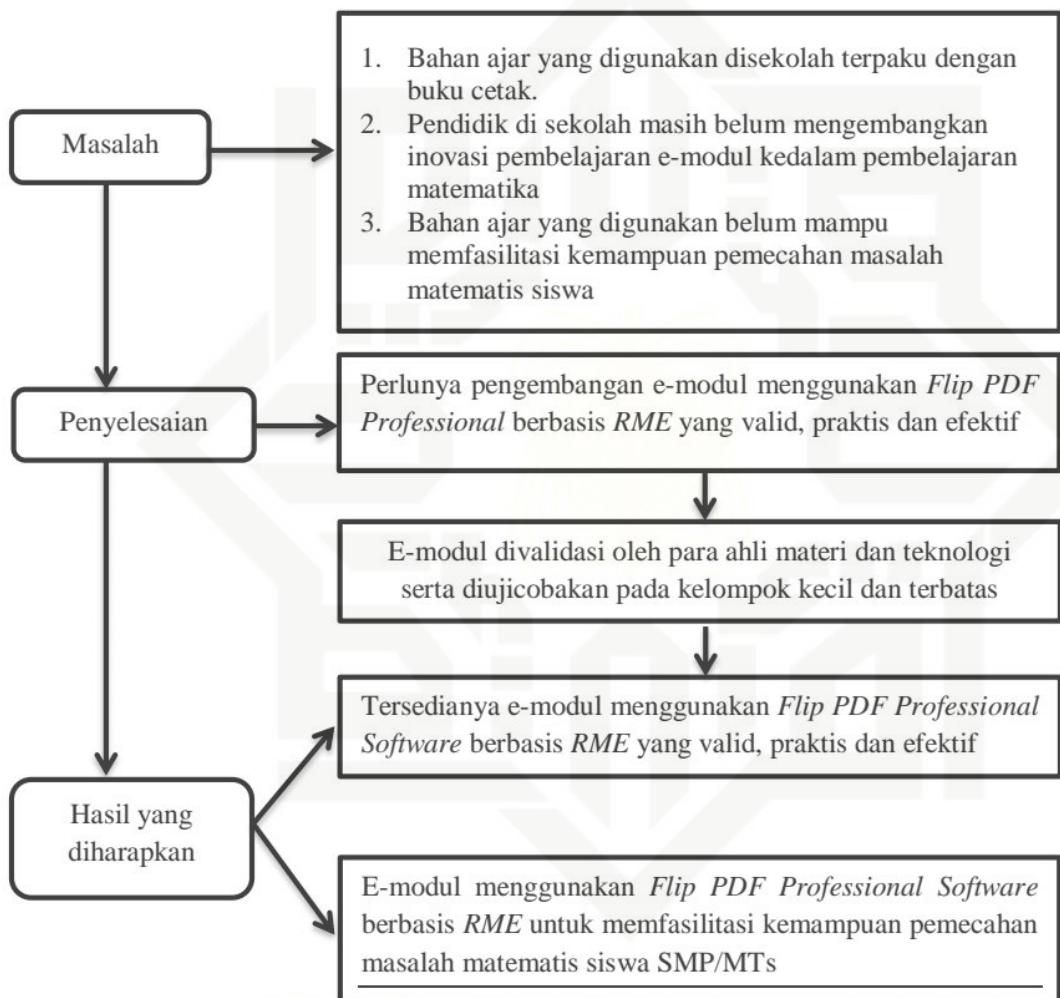 Masalah
1. Bahan ajar yang digunakan disekolah terpaku dengan
buku cetak.
2. Pendidik di sekolah masih belum mengembangkan
inovasi pembelajaran e-modul kedalam pembelajaran
matematika
3. Bahan ajar yang digunakan belum mampu
memfasilitasi kemampuan pemecahan masalah
matematis siswa
Penyelesaian
Perlunya pengembangan e-modul menggunakan Flip PDF
Professional berbasis RME yang valid, praktis dan efektif
E-modul divalidasi oleh para ahli materi dan teknologi
serta diujicobakan pada kelompok kecil dan terbatas
Tersedianya e-modul menggunakan Flip PDF Professional
Software berbasis RME yang valid, praktis dan efektif
Hasil yang
diharapkan
E-modul menggunakan Flip PDF Professional Software
berbasis RME untuk memfasilitasi kemampuan pemecahan
masalah matematis siswa SMP/MTs